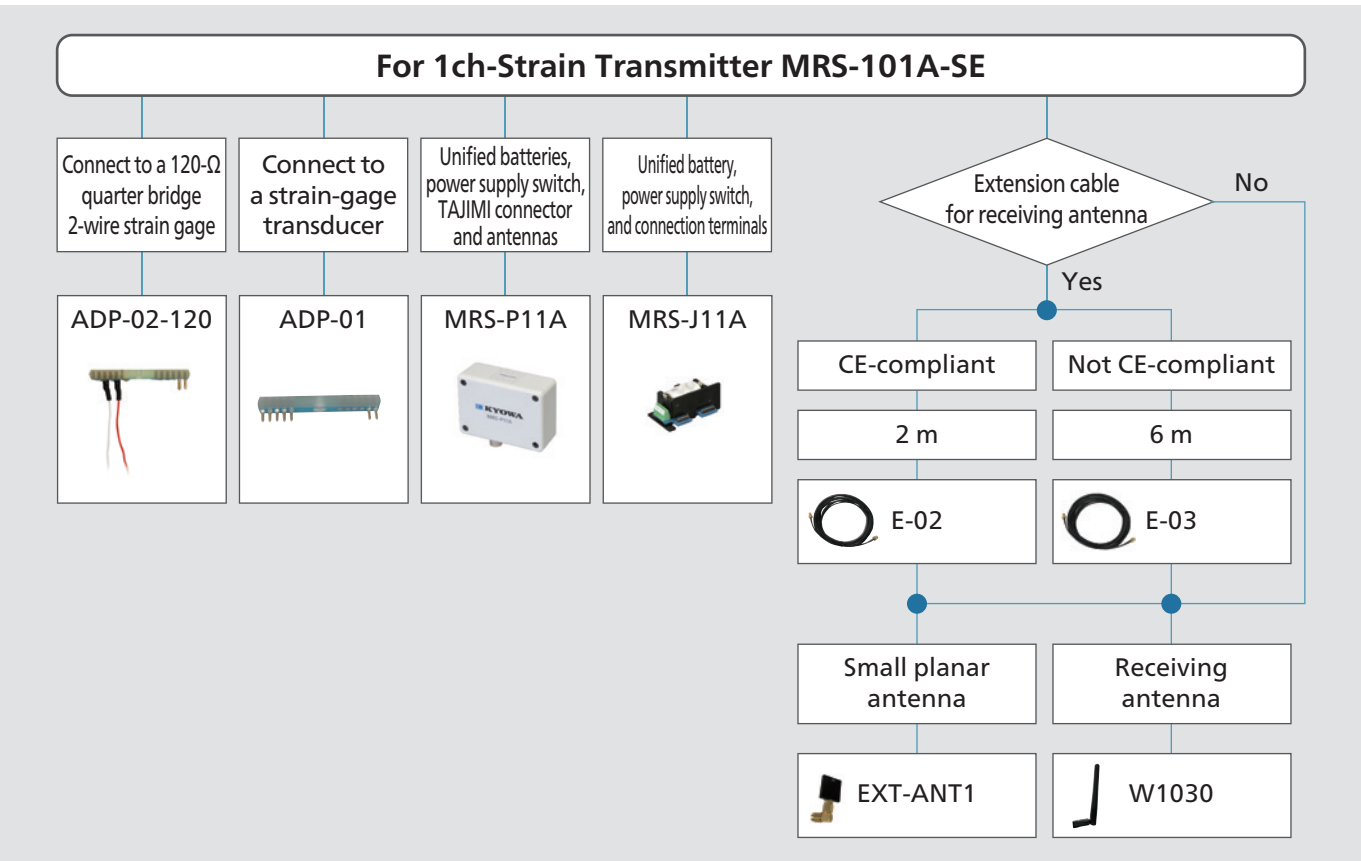 For 1ch-Strain Transmitter MRS-101A-SE
Connect to a 120-Ω
quarter bridge
2-wire strain gage
Connect to
a strain-gage
transducer
Unified batteries,
power supply switch,
TAJIMI connector
and antennas
Unified battery,
power supply switch,
and connection terminals
Extension cable
for receiving antenna
No
Yes
ADP-02-120
ADP-01
MRS-P11A
KYOWA
MRS-J11A
CE-compliant
Not CE-compliant
2 m
6 m
E-02
E-03
Small planar
antenna
Receiving
antenna
EXT-ANT1
W1030